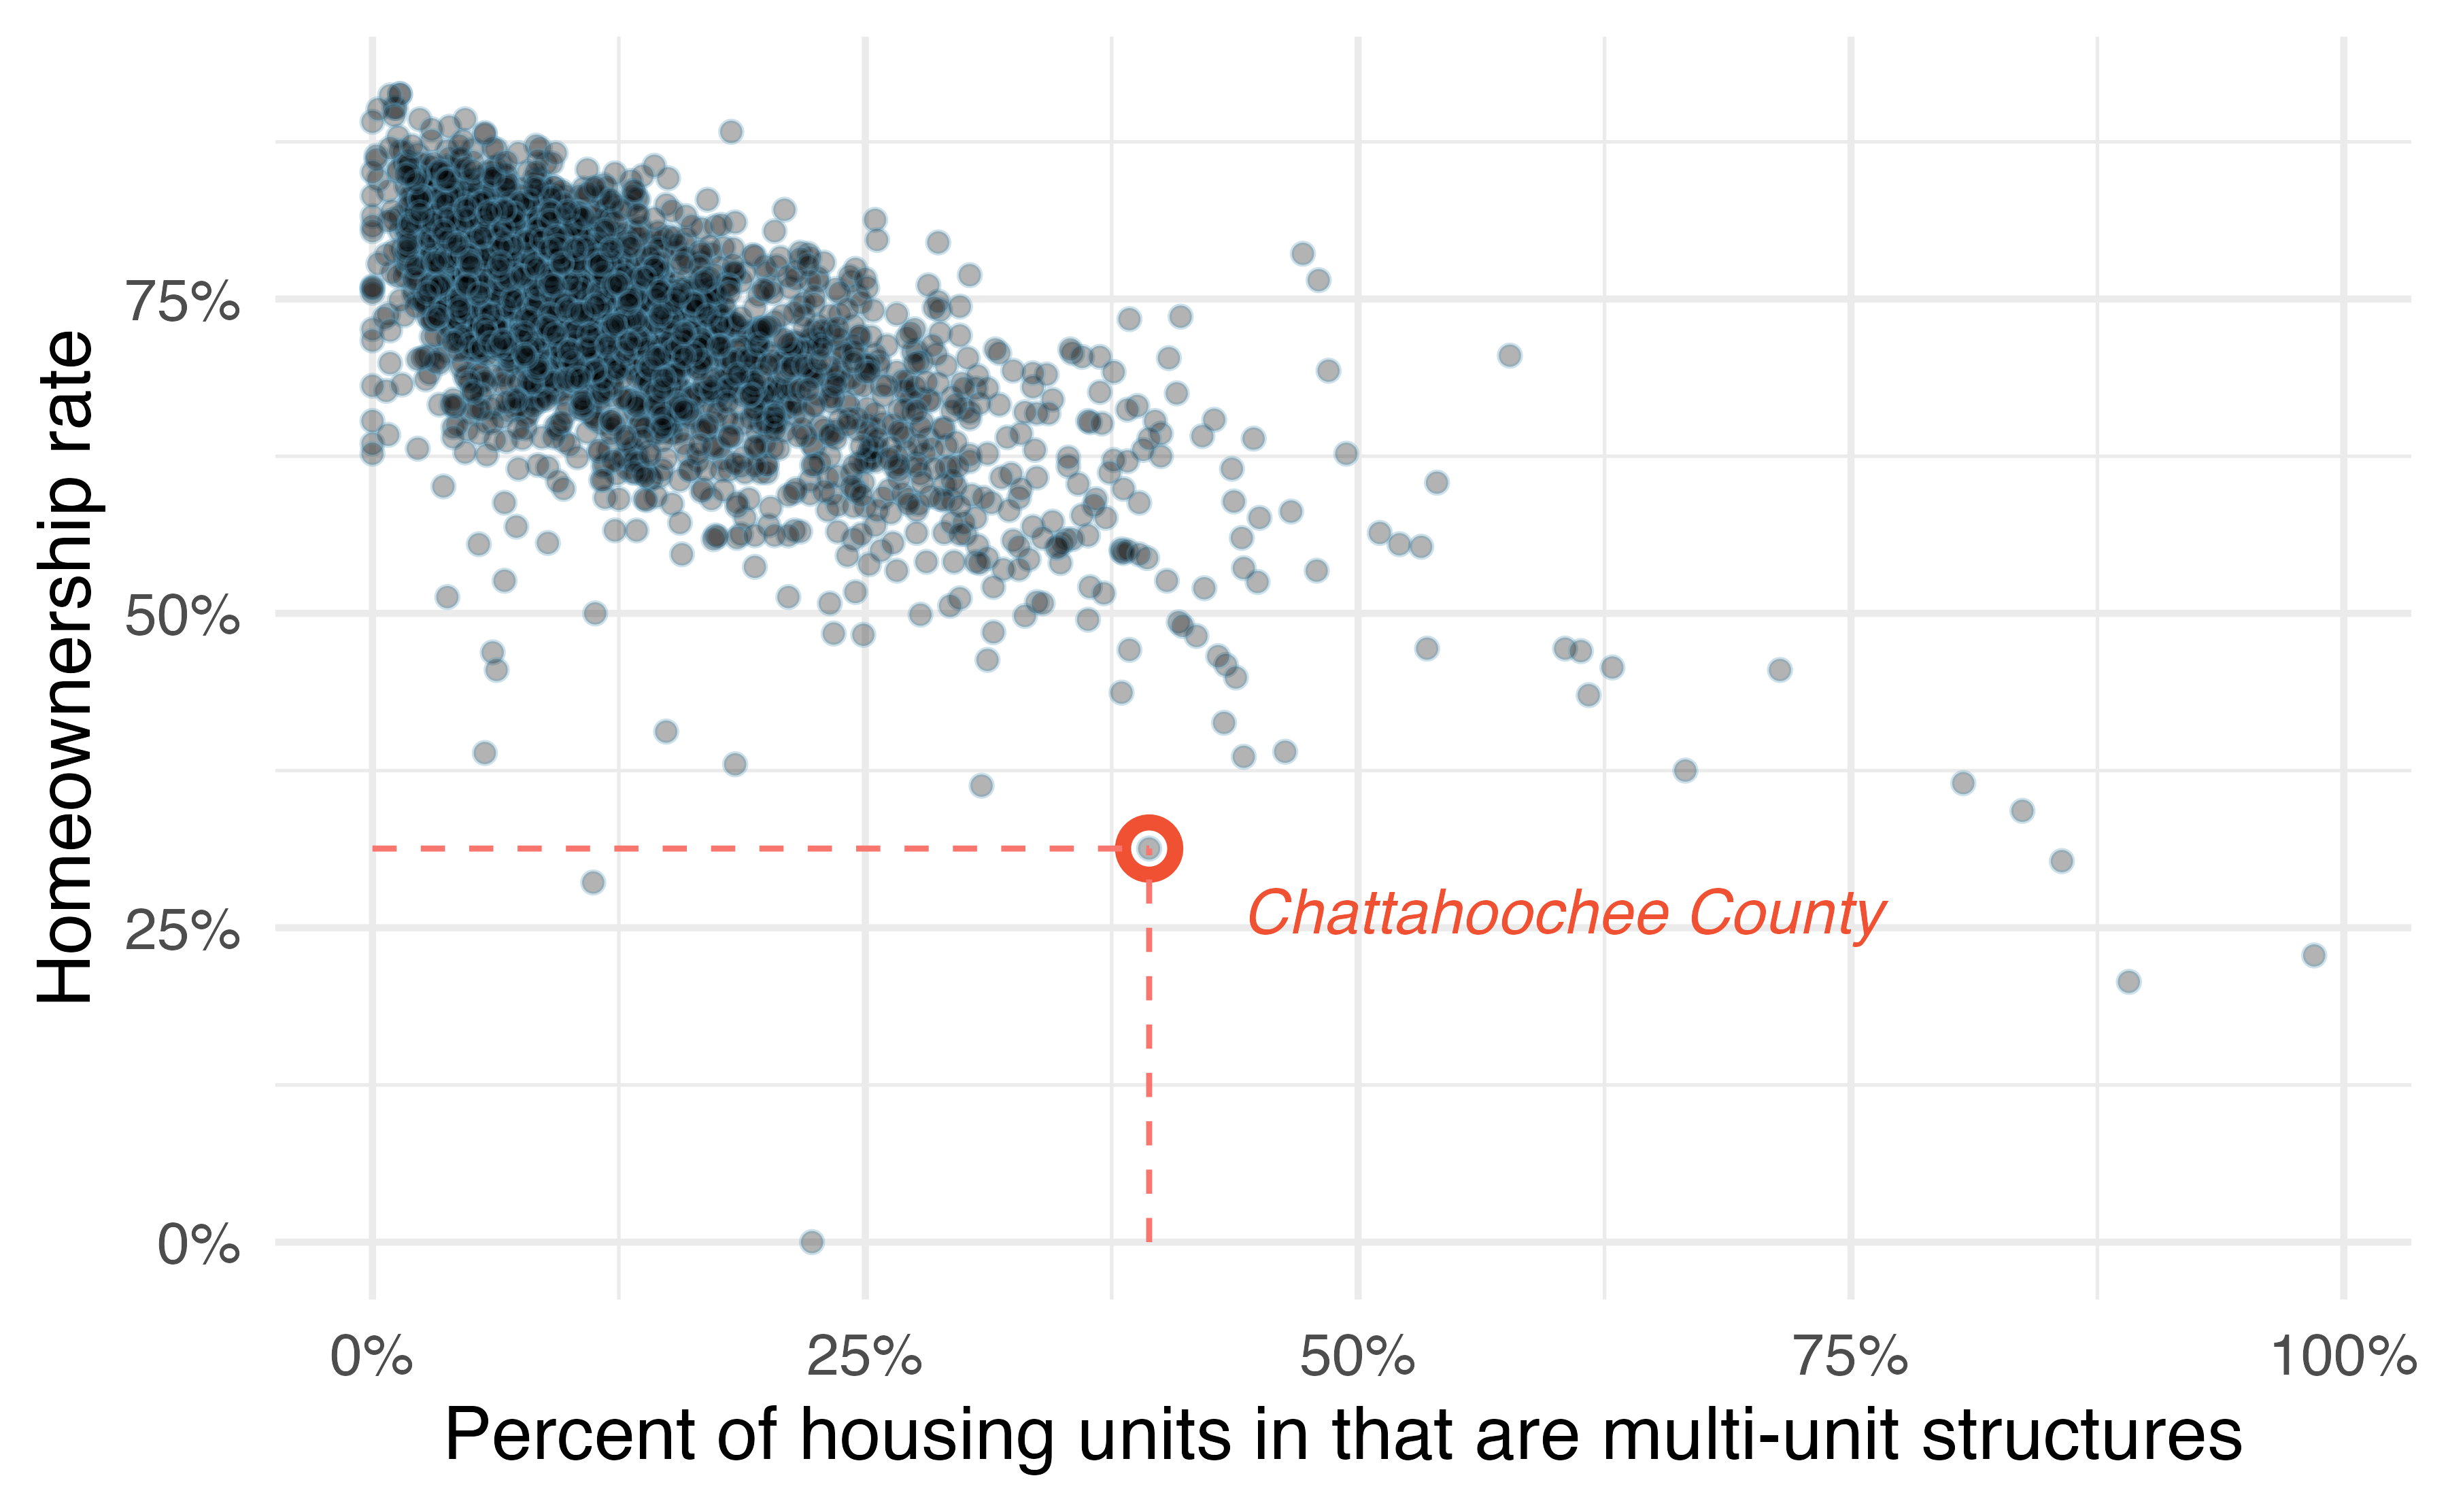 Homeownership rate
75%
50%
25%
0%
Chattahoochee County
0% 25% 50% 75% 100%
Percent of housing units in that are multi-unit structures